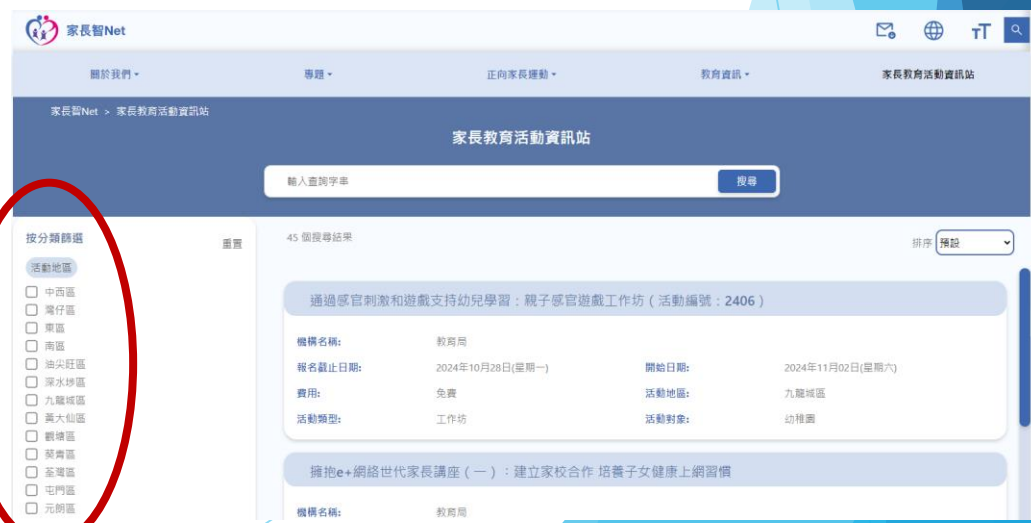 家長智Net
關於我們
專題
正向家長運動
教育資訊
家長教育活動資訊站
家長智Net > 家長教育活動資訊站
家長教育活動資訊站
輸入查詢字串 搜尋
按分類篩選 重置
活動地區
中西區
灣仔區
東區
南區
油尖旺區
深水埗區
九龍城區
黃大仙區
觀塘區
葵青區
荃灣區
屯門區
元朗區
45 個搜尋結果 排序 預設
通過感官刺激和遊戲支持幼兒學習：親子感官遊戲工作坊 ( 活動編號：2406 )
機構名稱: 教育局
報名截止日期: 2024年10月28日(星期一) 開始日期: 2024年11月02日(星期六)
費用: 免費 活動地區: 九龍城區
活動類型: 工作坊 活動對象: 幼稚園
擁抱e+網絡世代家長講座 ( 一 ) ：建立家校合作 培養子女健康上網習慣
機構名稱: 教育局